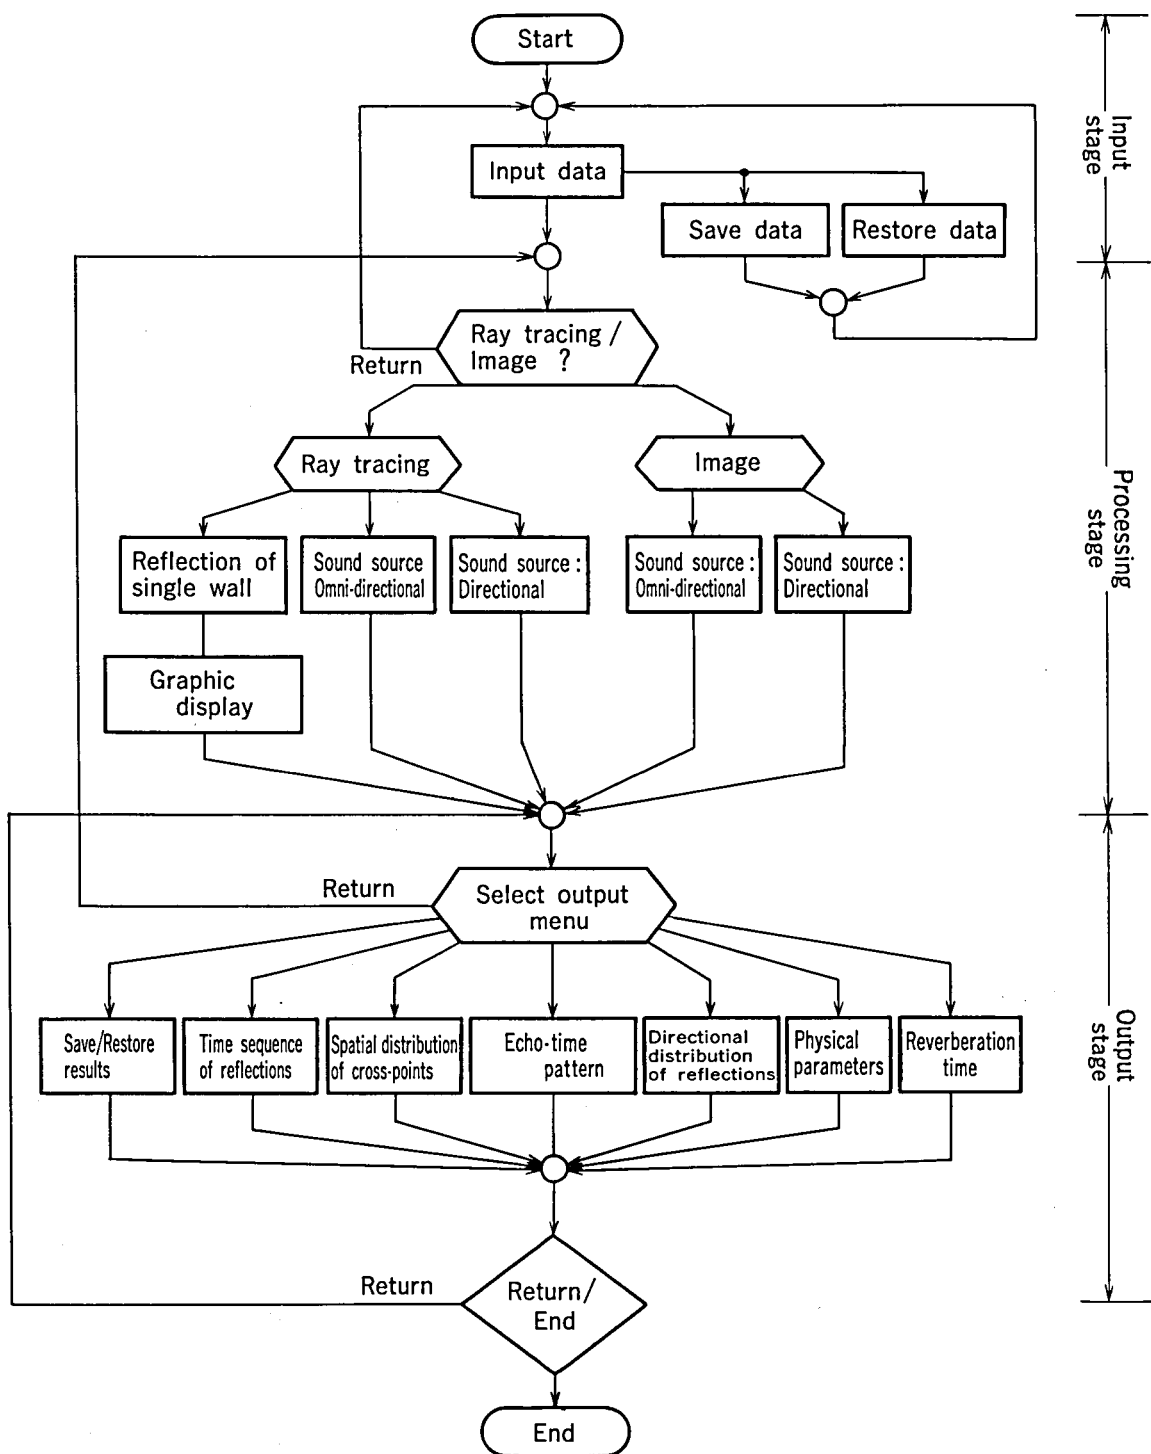 Start
Input
stage
Input data
Save data
Restore data
Ray tracing /
Image ?
Return
Ray tracing
Image
Processing
stage
Reflection of
single wall
Sound source
Omni-directional
Sound source :
Directional
Sound source :
Omni-directional
Sound source :
Directional
Graphic
display
Return
Select output
menu
Output
stage
Save/Restore
results
Time sequence
of reflections
Spatial distribution
of cross-points
Echo-time
pattern
Directional
distribution
of reflections
Physical
parameters
Reverberation
time
Return
Return/
End
End